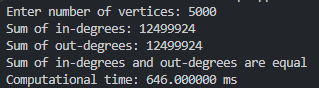 Enter number of vertices: 5000
Sum of in-degrees: 12499924
Sum of out-degrees: 12499924
Sum of in-degrees and out-degrees are equal
Computational time: 646.000000 ms